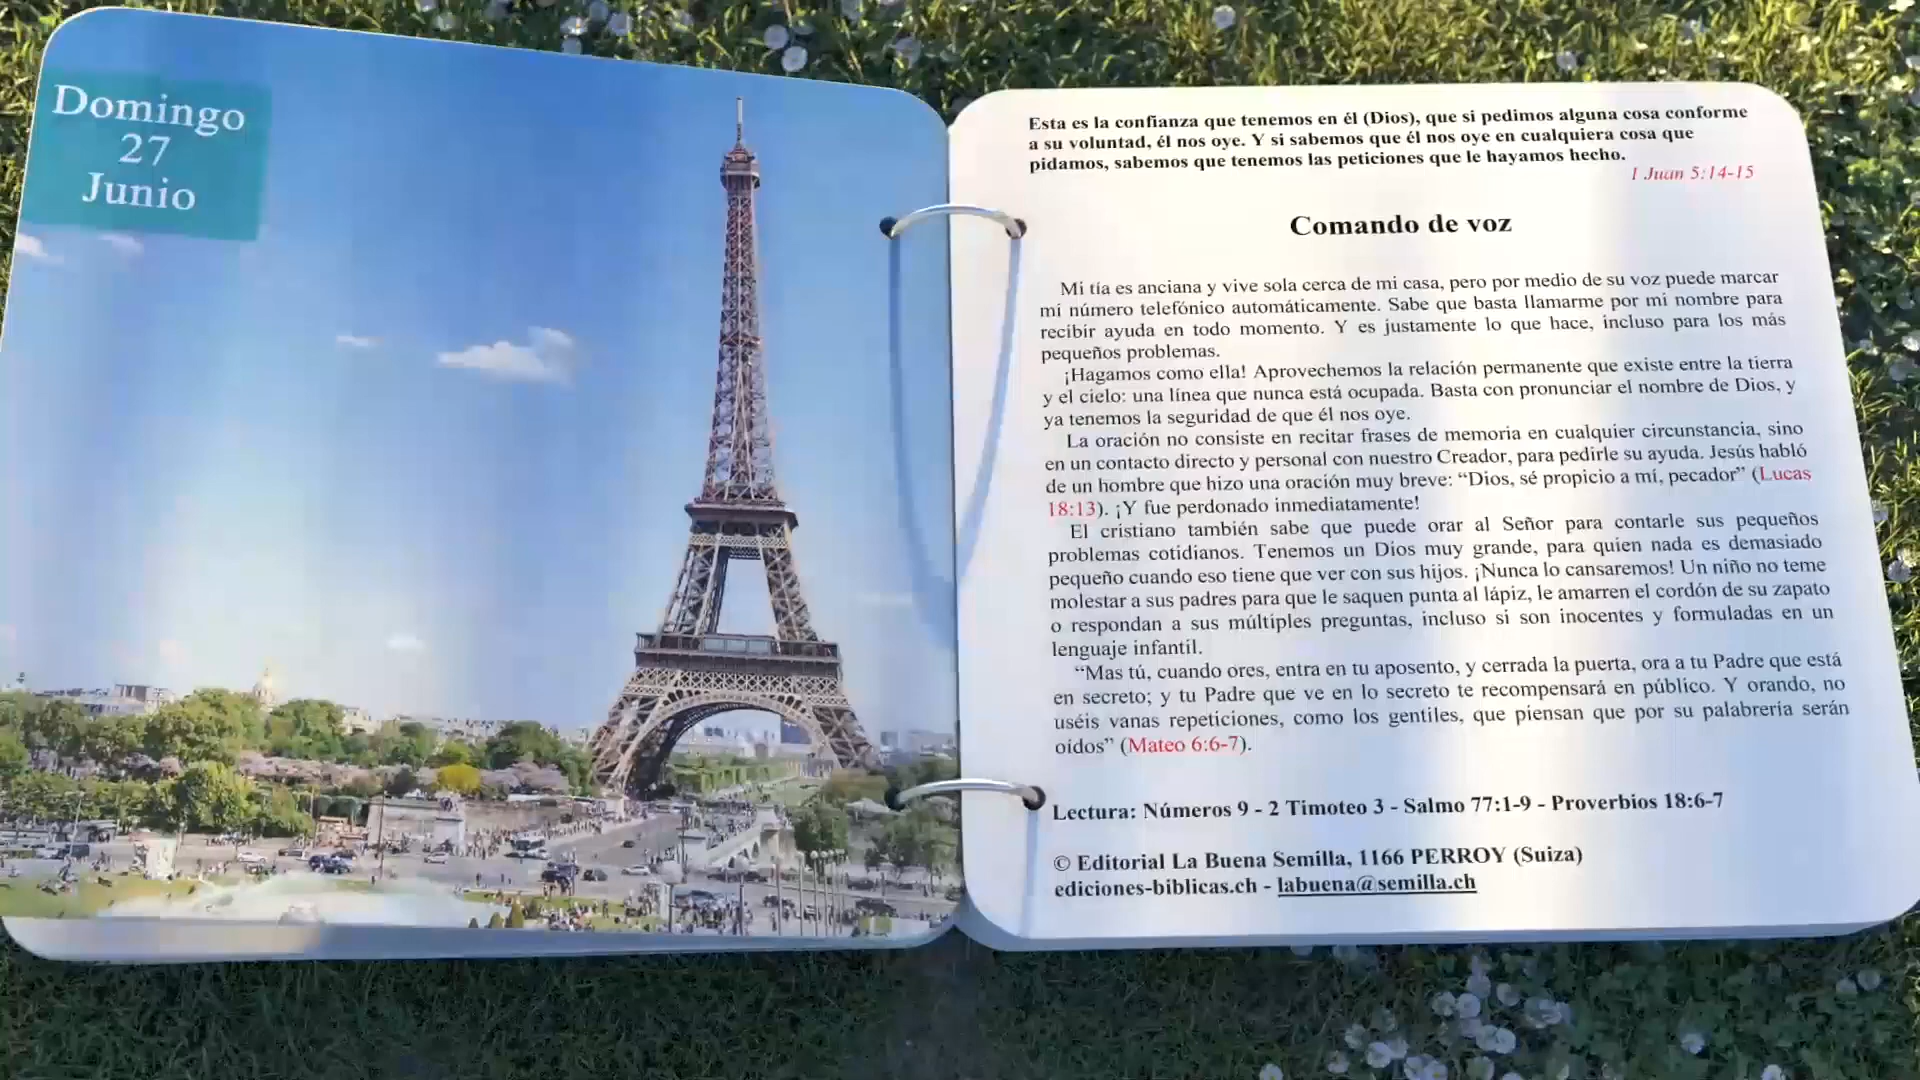 Domingo
27
Junio
Esta es la confianza que tenemos en él (Dios), que si pedimos alguna cosa conforme
a su voluntad, él nos oye. Y si sabemos que él nos oye en cualquiera cosa que
pidamos, sabemos que tenemos las peticiones que le hayamos hecho.
1 Juan 5:14-15
Comando de voz
Mi tía es anciana y vive sola cerca de mi casa, pero por medio de su voz puede marcar
mi número telefónico automáticamente. Sabe que basta llamarme por mi nombre para
recibir ayuda en todo momento. Y es justamente lo que hace, incluso para los más
pequeños problemas.
¡Hagamos como ella! Aprovechemos la relación permanente que existe entre la tierra
y el cielo: una línea que nunca está ocupada. Basta con pronunciar el nombre de Dios, y
ya tenemos la seguridad de que él nos oye.
La oración no consiste en recitar frases de memoria en cualquier circunstancia, sino
en un contacto directo y personal con nuestro Creador, para pedirle su ayuda. Jesús habló
de un hombre que hizo una oración muy breve: “Dios, sé propicio a mí, pecador” (Lucas
18:13). ¡Y fue perdonado inmediatamente!
El cristiano también sabe que puede orar al Señor para contarle sus pequeños
problemas cotidianos. Tenemos un Dios muy grande, para quien nada es demasiado
pequeño cuando eso tiene que ver con sus hijos. ¡Nunca lo cansaremos! Un niño no teme
molestar a sus padres para que le saquen punta al lápiz, le amarren el cordón de su zapato
o respondan a sus múltiples preguntas, incluso si son inocentes y formuladas en un
lenguaje infantil.
“Mas tú, cuando ores, entra en tu aposento, y cerrada la puerta, ora a tu Padre que está
en secreto; y tu Padre que ve en lo secreto te recompensará en público. Y orando, no
uséis vanas repeticiones, como los gentiles, que piensan que por su palabrería serán
oídos” (Mateo 6:6-7).
Lectura: Números 9 - 2 Timoteo 3 - Salmo 77:1-9 - Proverbios 18:6-7
© Editorial La Buena Semilla, 1166 PERROY (Suiza)
ediciones-biblicas.ch - labuena@semilla.ch